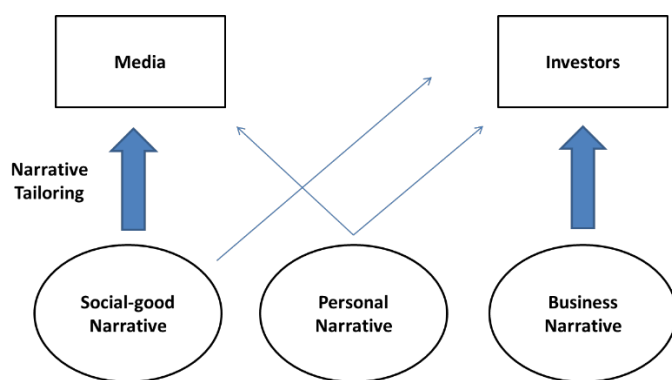 Media
Investors
Narrative
Tailoring
Social-good
Narrative
Personal
Narrative
Business
Narrative